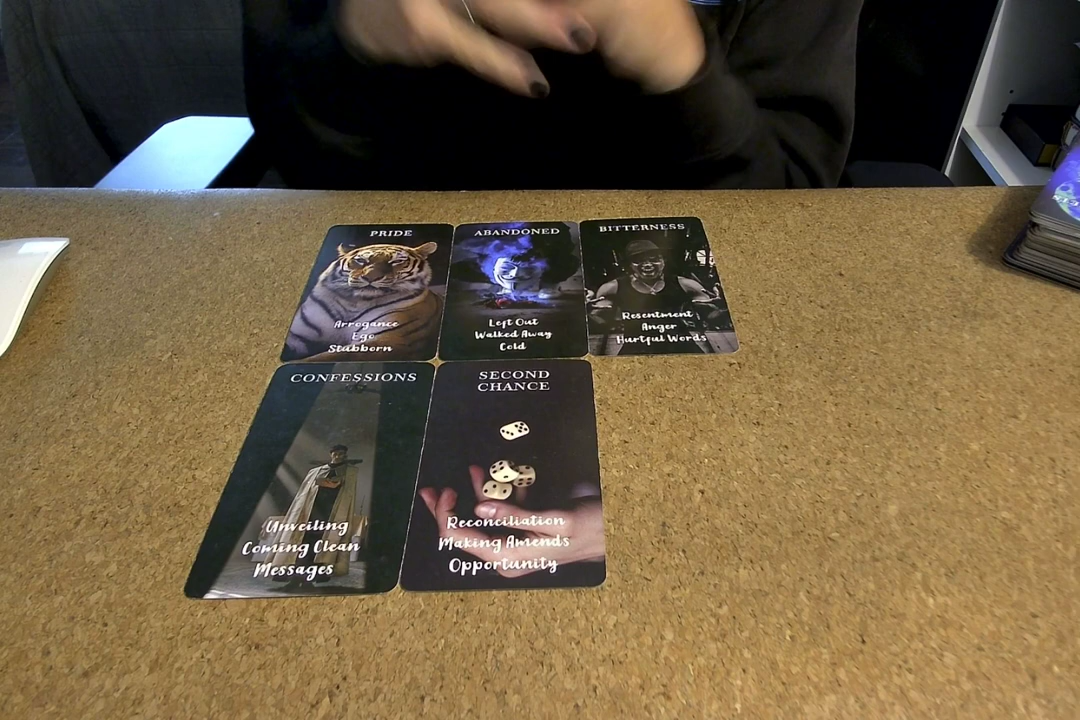 PRIDE
Arrogance
Ego
Stubborn
ABANDONED
Left Out
Walked Away
Cold
BITTERNESS
Resentment
Anger
Hurtful Words
CONFESSIONS
Unveiling
Coming Clean
Messages
SECOND
CHANCE
Reconciliation
Making Amends
Opportunity